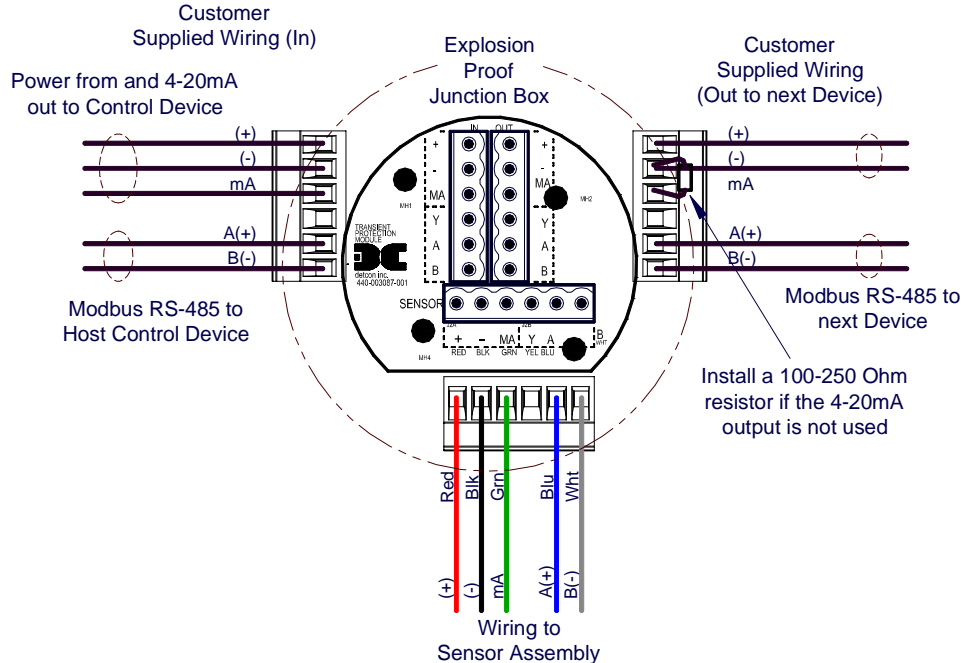 Customer
Supplied Wiring (In)
Power from and 4-20mA
out to Control Device
Explosion
Proof
Junction Box
Customer
Supplied Wiring
(Out to next Device)
(+)
(-)
mA
A(+)
B(-)
Modbus RS-485 to
Host Control Device
IN OUT
+ +
- -
MA MA
Y Y
A A
B B
MH1
MH2
TRANSIENT
PROTECTION
MODULE
detcon inc.
440-003087-001
SENSOR
J2A J2B
+ - MA Y A B
RED BLK GRN YEL BLU WHT
MH4
(+)
(-)
mA
A(+)
B(-)
Modbus RS-485 to
next Device
Install a 100-250 Ohm
resistor if the 4-20mA
output is not used
Red Blk Grn Blu Wht
(+) (-) mA A(+) B(-)
Wiring to
Sensor Assembly